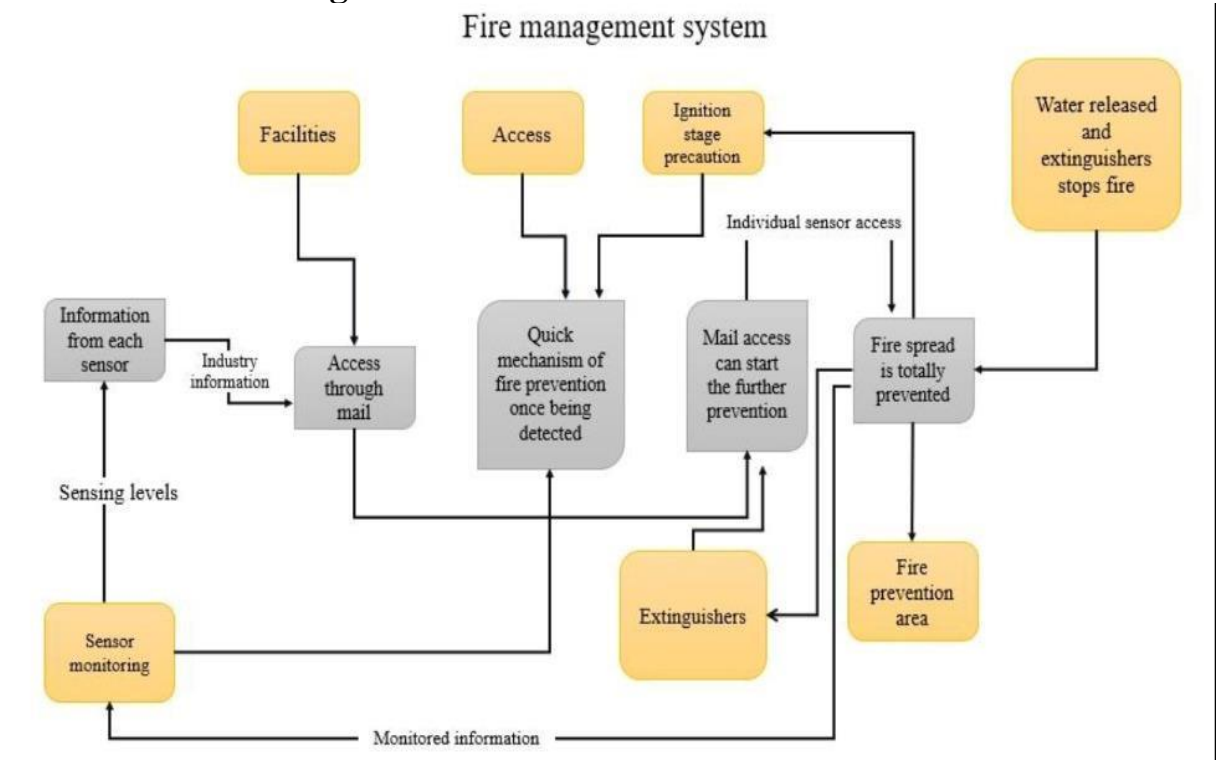 Fire management system
Facilities
Access
Ignition
stage
precaution
Water released
and
extinguishers
stops fire
Individual sensor access
Information
from each
sensor
Industry
information
Access
through
mail
Quick
mechanism of
fire prevention
once being
detected
Mail access
can start
the further
prevention
Fire spread
is totally
prevented
Sensing levels
Sensor
monitoring
Extinguishers
Fire
prevention
area
Monitored information